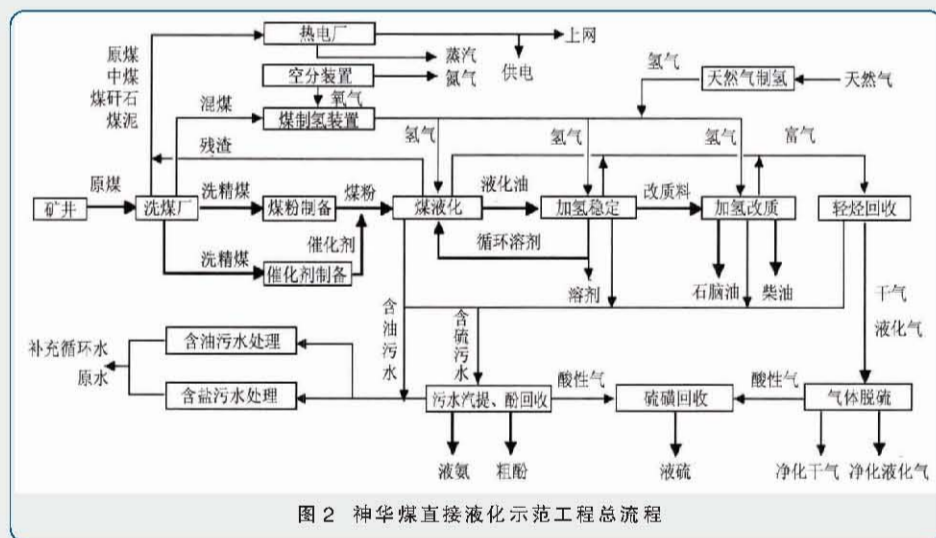 热电厂
上网
原煤
中煤
煤矸石
煤泥
蒸汽
供电
空分装置
氮气
氢气
天然气制氢
天然气
氧气
混煤
煤制氢装置
氢气
氢气
氢气
富气
残渣
原煤
洗精煤
煤粉
液化油
改质料
矿井
洗煤厂
煤粉制备
煤液化
加氢稳定
加氢改质
轻烃回收
催化剂
循环溶剂
洗精煤
催化剂制备
溶剂
石脑油
柴油
干气
液化气
含油污水
含硫污水
含油污水处理
补充循环水
原水
含盐污水处理
酸性气
酸性气
污水汽提、酚回收
硫磺回收
气体脱硫
液氨
粗酚
液硫
净化干气
净化液化气
图2 神华煤直接液化示范工程总流程